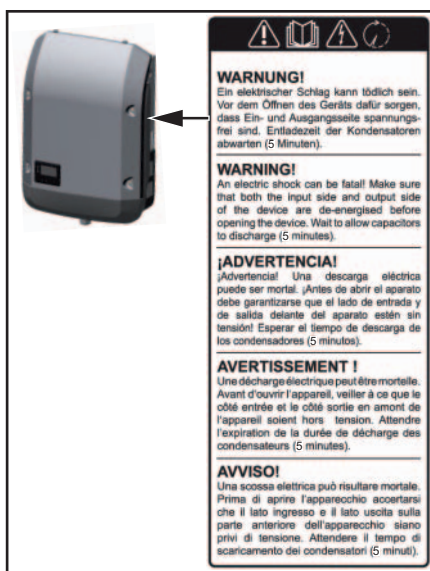 WARNUNG!
Ein elektrischer Schlag kann tödlich sein.
Vor dem Öffnen des Geräts dafür sorgen,
dass Ein- und Ausgangsseite spannungs-
frei sind. Entladezeit der Kondensatoren
abwarten (5 Minuten).
WARNING!
An electric shock can be fatal! Make sure
that both the input side and output side
of the device are de-energised before
opening the device. Wait to allow capacitors
to discharge (5 minutes).
¡ADVERTENCIA!
¡Advertencia! Una descarga eléctrica
puede ser mortal. ¡Antes de abrir el aparato
debe garantizarse que el lado de entrada y
de salida delante del aparato estén sin
tensión! Esperar el tiempo de descarga de
los condensadores (5 minutos).
AVERTISSEMENT !
Une décharge électrique peut être mortelle.
Avant d'ouvrir l'appareil, veiller à ce que le
côté entrée et le côté sortie en amont de
l'appareil soient hors tension. Attendre
l'expiration de la durée de décharge des
condensateurs (5 minutes).
AVVISO!
Una scossa elettrica può risultare mortale.
Prima di aprire l'apparecchio accertarsi
che il lato ingresso e il lato uscita sulla
parte anteriore dell'apparecchio siano
privi di tensione. Attendere il tempo di
scaricamento dei condensatori (5 minuti).